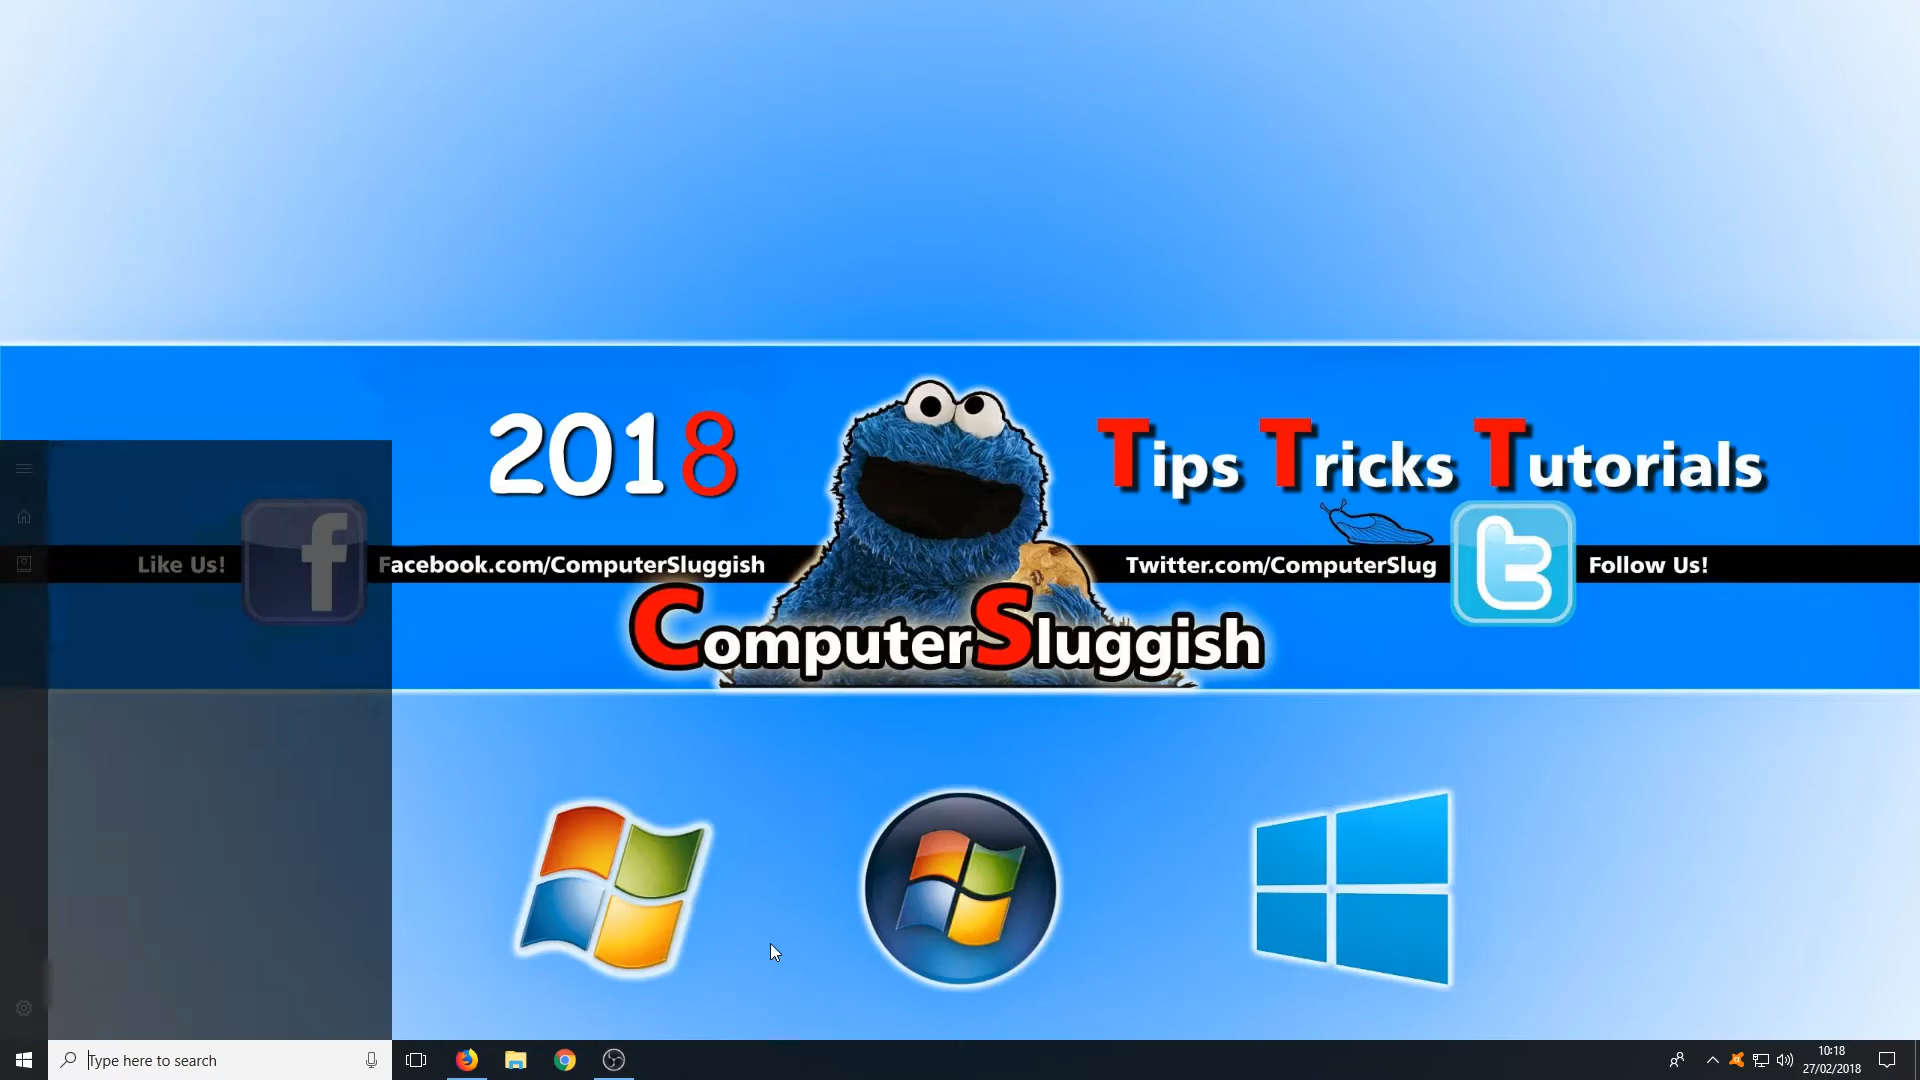 2018
Tips Tricks Tutorials
Like Us!
Facebook.com/ComputerSluggish
Twitter.com/ComputerSlug
Follow Us!
ComputerSluggish
Type here to search
10:18
27/02/2018